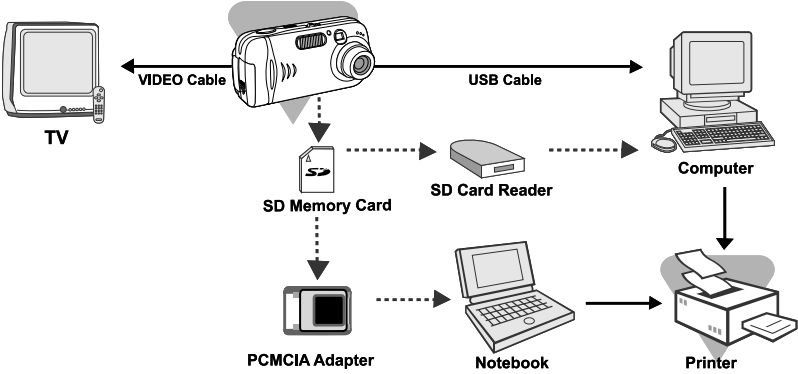 VIDEO Cable
USB Cable
TV
SD
SD Memory Card
SD Card Reader
Computer
PCMCIA Adapter
Notebook
Printer